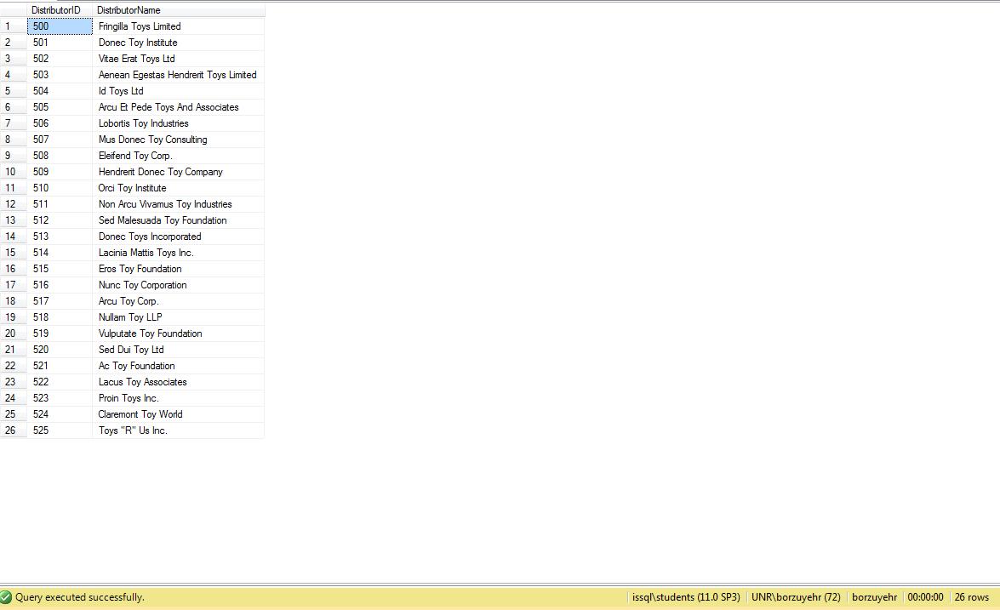 DistributorID DistributorName
1 500 Fringilla Toys Limited
2 501 Donec Toy Institute
3 502 Vitae Erat Toys Ltd
4 503 Aenean Egestas Hendrerit Toys Limited
5 504 Id Toys Ltd
6 505 Arcu Et Pede Toys And Associates
7 506 Lobortis Toy Industries
8 507 Mus Donec Toy Consulting
9 508 Eleifend Toy Corp.
10 509 Hendrerit Donec Toy Company
11 510 Orci Toy Institute
12 511 Non Arcu Vivamus Toy Industries
13 512 Sed Malesuada Toy Foundation
14 513 Donec Toys Incorporated
15 514 Lacinia Mattis Toys Inc.
16 515 Eros Toy Foundation
17 516 Nunc Toy Corporation
18 517 Arcu Toy Corp.
19 518 Nullam Toy LLP
20 519 Vulputate Toy Foundation
21 520 Sed Dui Toy Ltd
22 521 Ac Toy Foundation
23 522 Lacus Toy Associates
24 523 Proin Toys Inc.
25 524 Claremont Toy World
26 525 Toys "R" Us Inc.
Query executed successfully. issql\students (11.0 SP3) UNR\borzuyehr (72) borzuyehr 00:00:00 26 rows